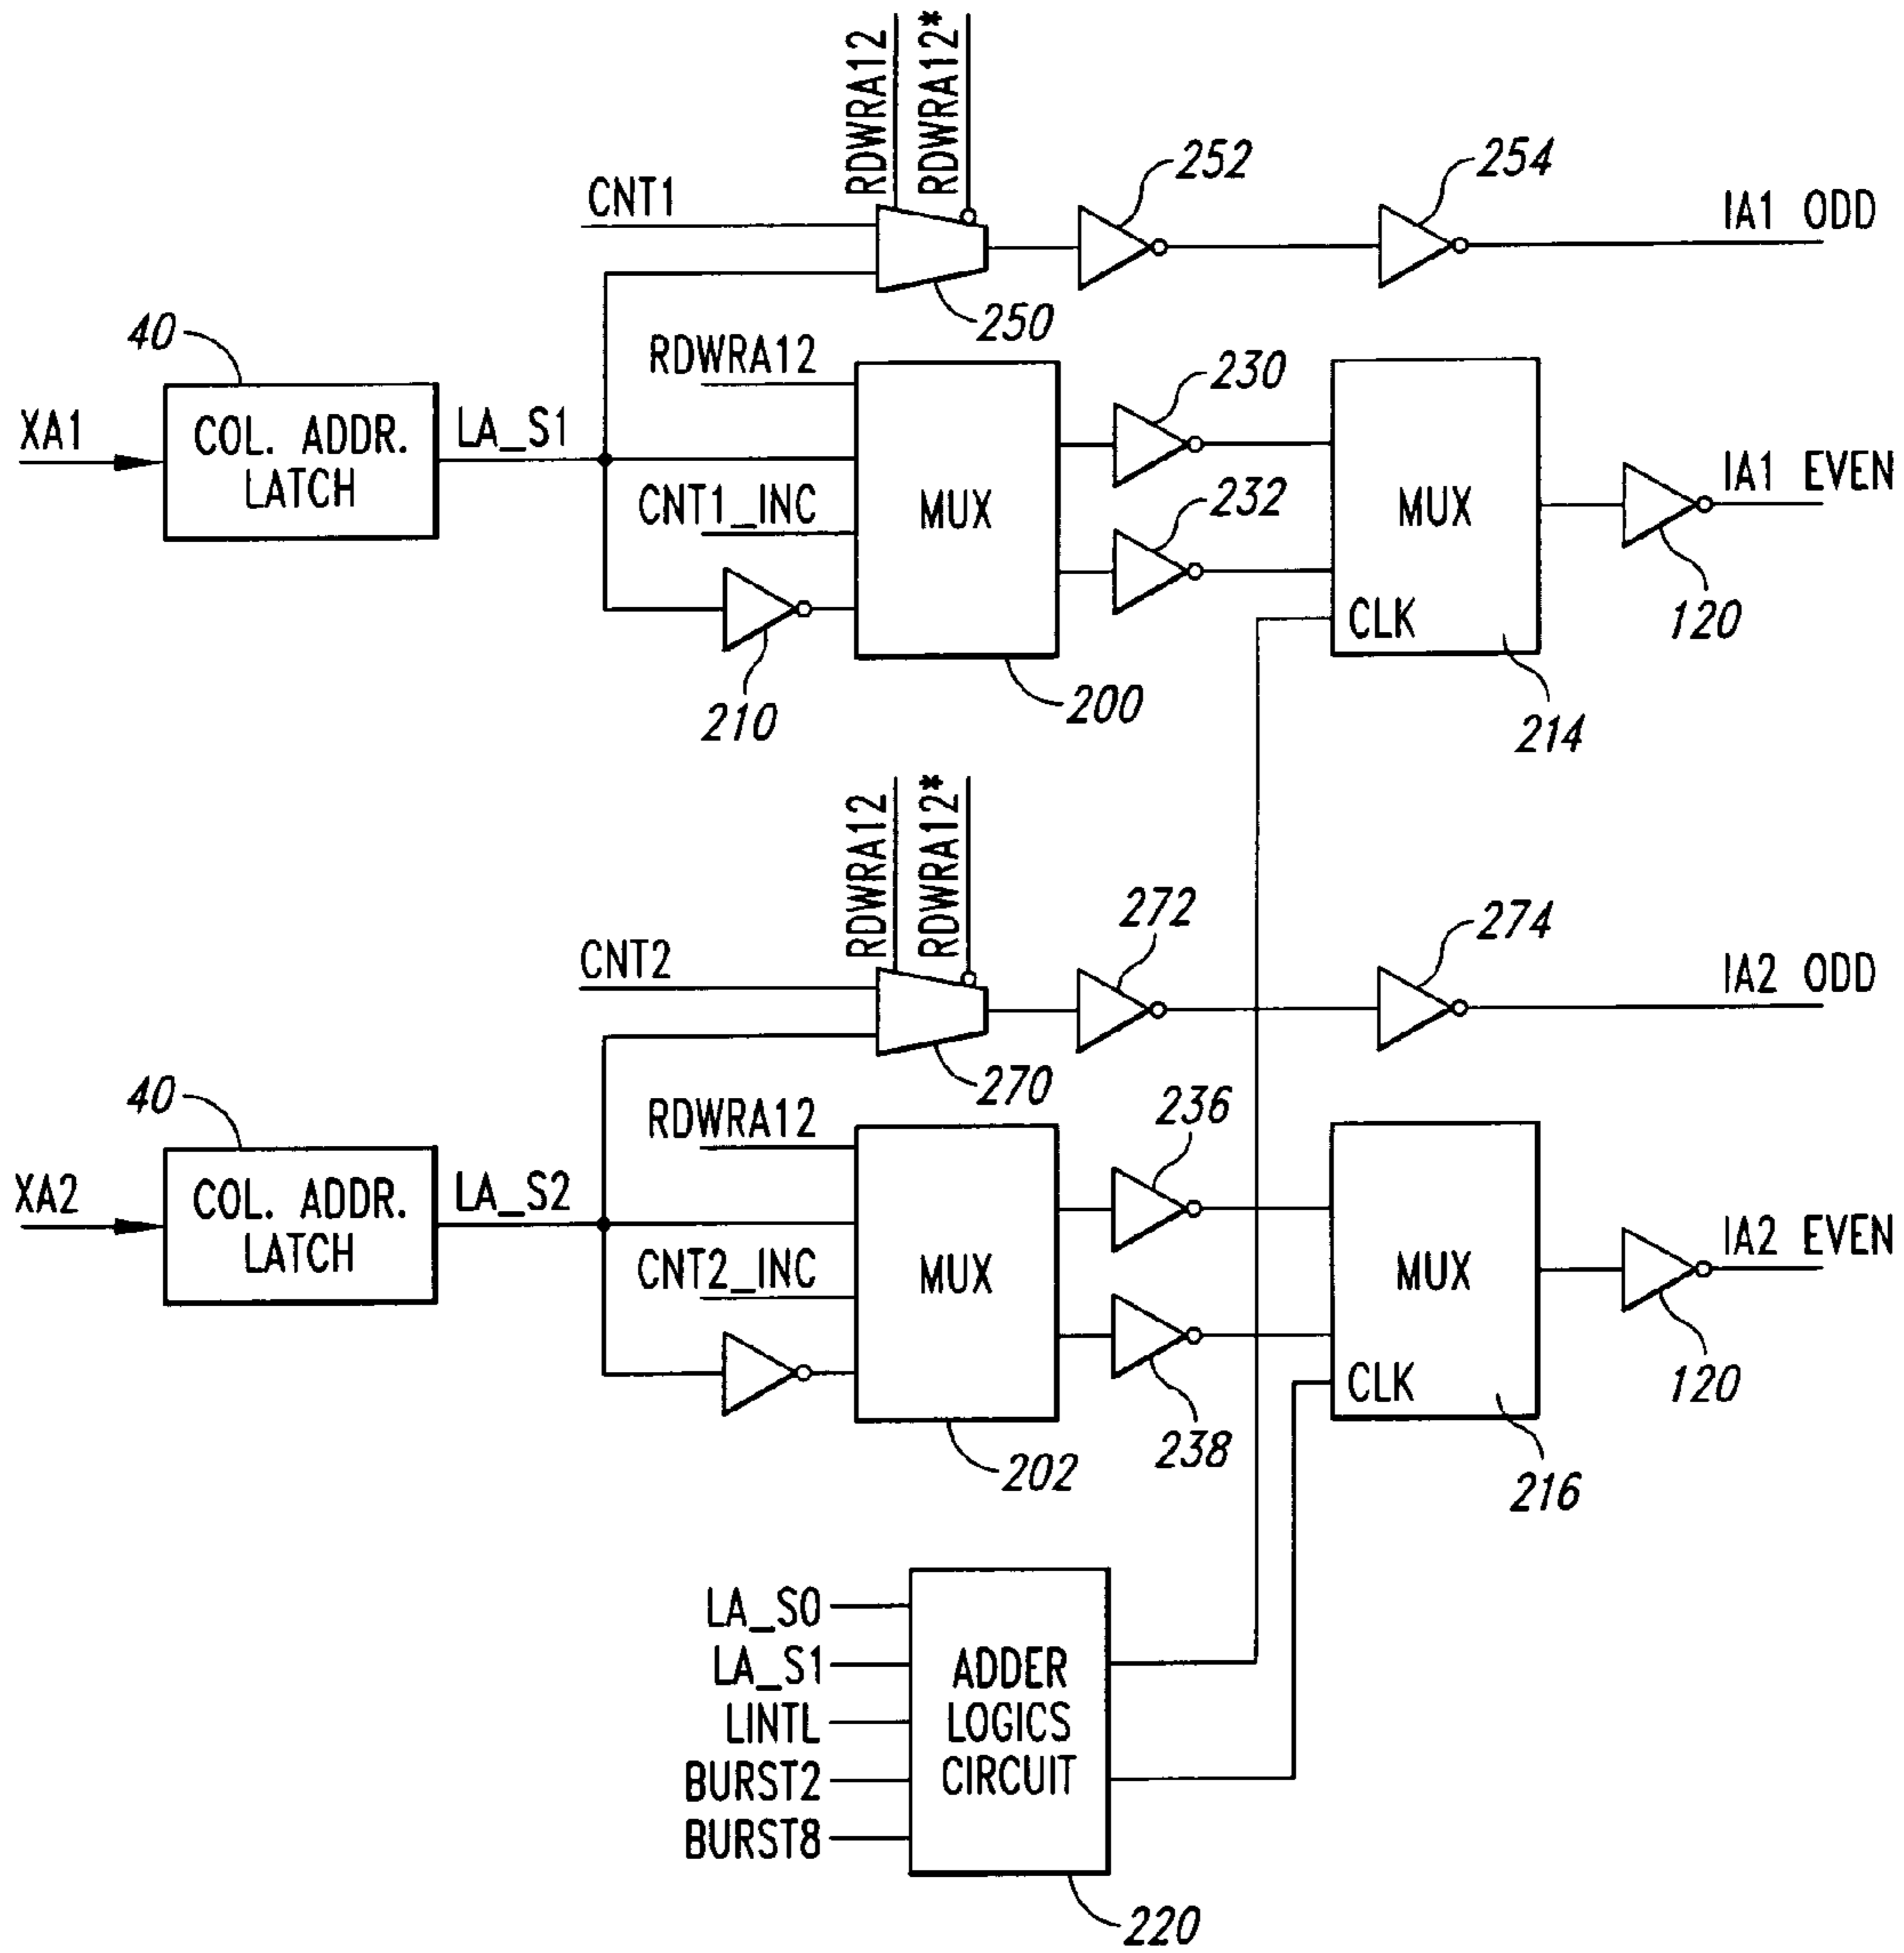 RDWRA12
RDWRA12*
CNT1
252
254
IA1 ODD
250
40
RDWRA12
230
XA1
COL. ADDR.
LATCH
LA_S1
MUX
CNT1_INC
232
MUX
IA1 EVEN
CLK
120
210
200
214
RDWRA12
RDWRA12*
CNT2
272
274
IA2 ODD
270
40
RDWRA12
236
XA2
COL. ADDR.
LATCH
LA_S2
MUX
CNT2_INC
MUX
IA2 EVEN
CLK
120
238
202
216
LA_S0
LA_S1
LINTL
BURST2
BURST8
ADDER
LOGICS
CIRCUIT
220